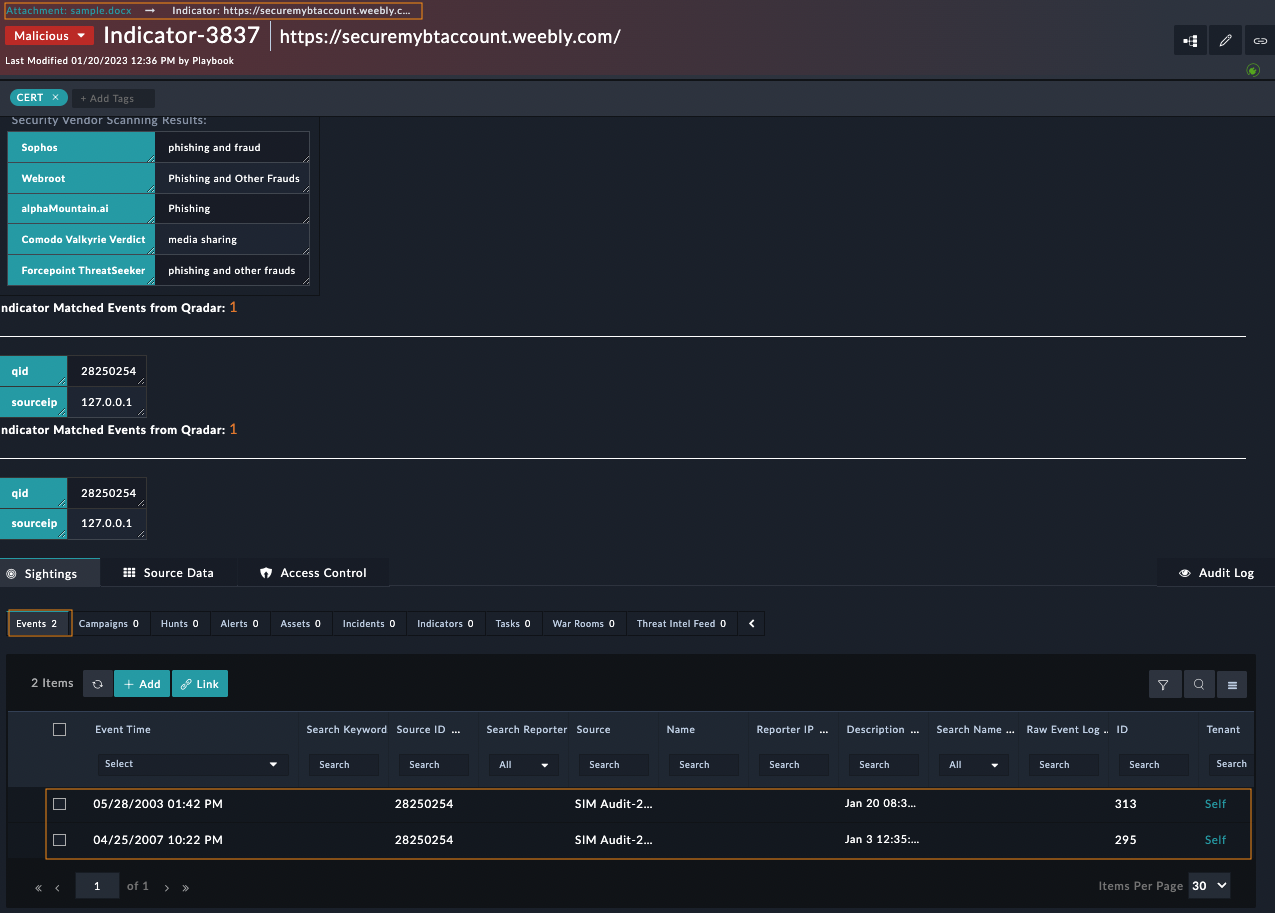 Attachment: sample.docx → Indicator: https://securemybtaccount.weebly.c...
Malicious Indicator-3837 https://securemybtaccount.weebly.com/
Last Modified 01/20/2023 12:36 PM by Playbook
CERT × + Add Tags
Security Vendor Scanning Results:
Sophos phishing and fraud
Webroot Phishing and Other Frauds
alphaMountain.ai Phishing
Comodo Valkyrie Verdict media sharing
Forcepoint ThreatSeeker phishing and other frauds
ndicator Matched Events from Qradar: 1
qid 28250254
sourceip 127.0.0.1
ndicator Matched Events from Qradar: 1
qid 28250254
sourceip 127.0.0.1
Sightings Source Data Access Control Audit Log
Events 2 Campaigns 0 Hunts 0 Alerts 0 Assets 0 Incidents 0 Indicators 0 Tasks 0 War Rooms 0 Threat Intel Feed 0
2 Items + Add Link
Event Time Search Keyword Source ID ... Search Reporter Source Name Reporter IP ... Description ... Search Name ... Raw Event Log .. ID Tenant
Select Search Search All Search Search Search Search All Search Search Search
05/28/2003 01:42 PM 28250254 SIM Audit-2... Jan 20 08:3... 313 Self
04/25/2007 10:22 PM 28250254 SIM Audit-2... Jan 3 12:35:... 295 Self
« ‹ 1 of 1 › » Items Per Page 30